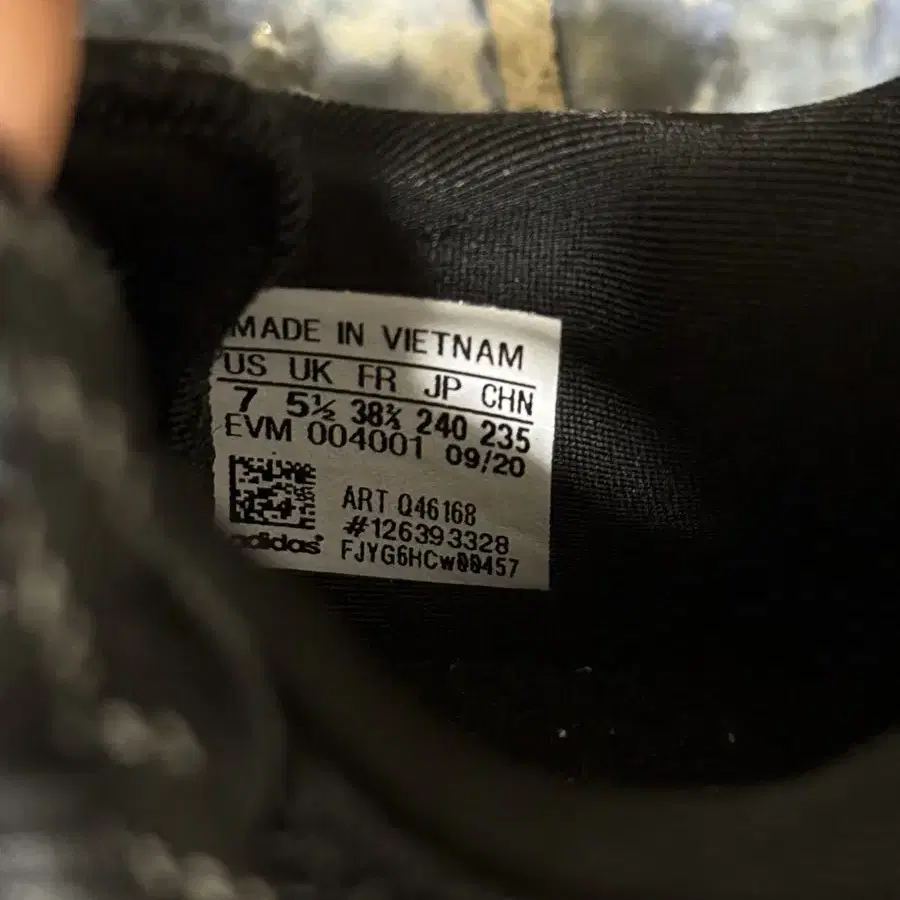 MADE IN VIETNAM
US UK FR JP CHN
7 5½ 38⅔ 240 235
EVM 004001 09/20
ART Q46168
#126393328
adidas FJYG6HCw00457